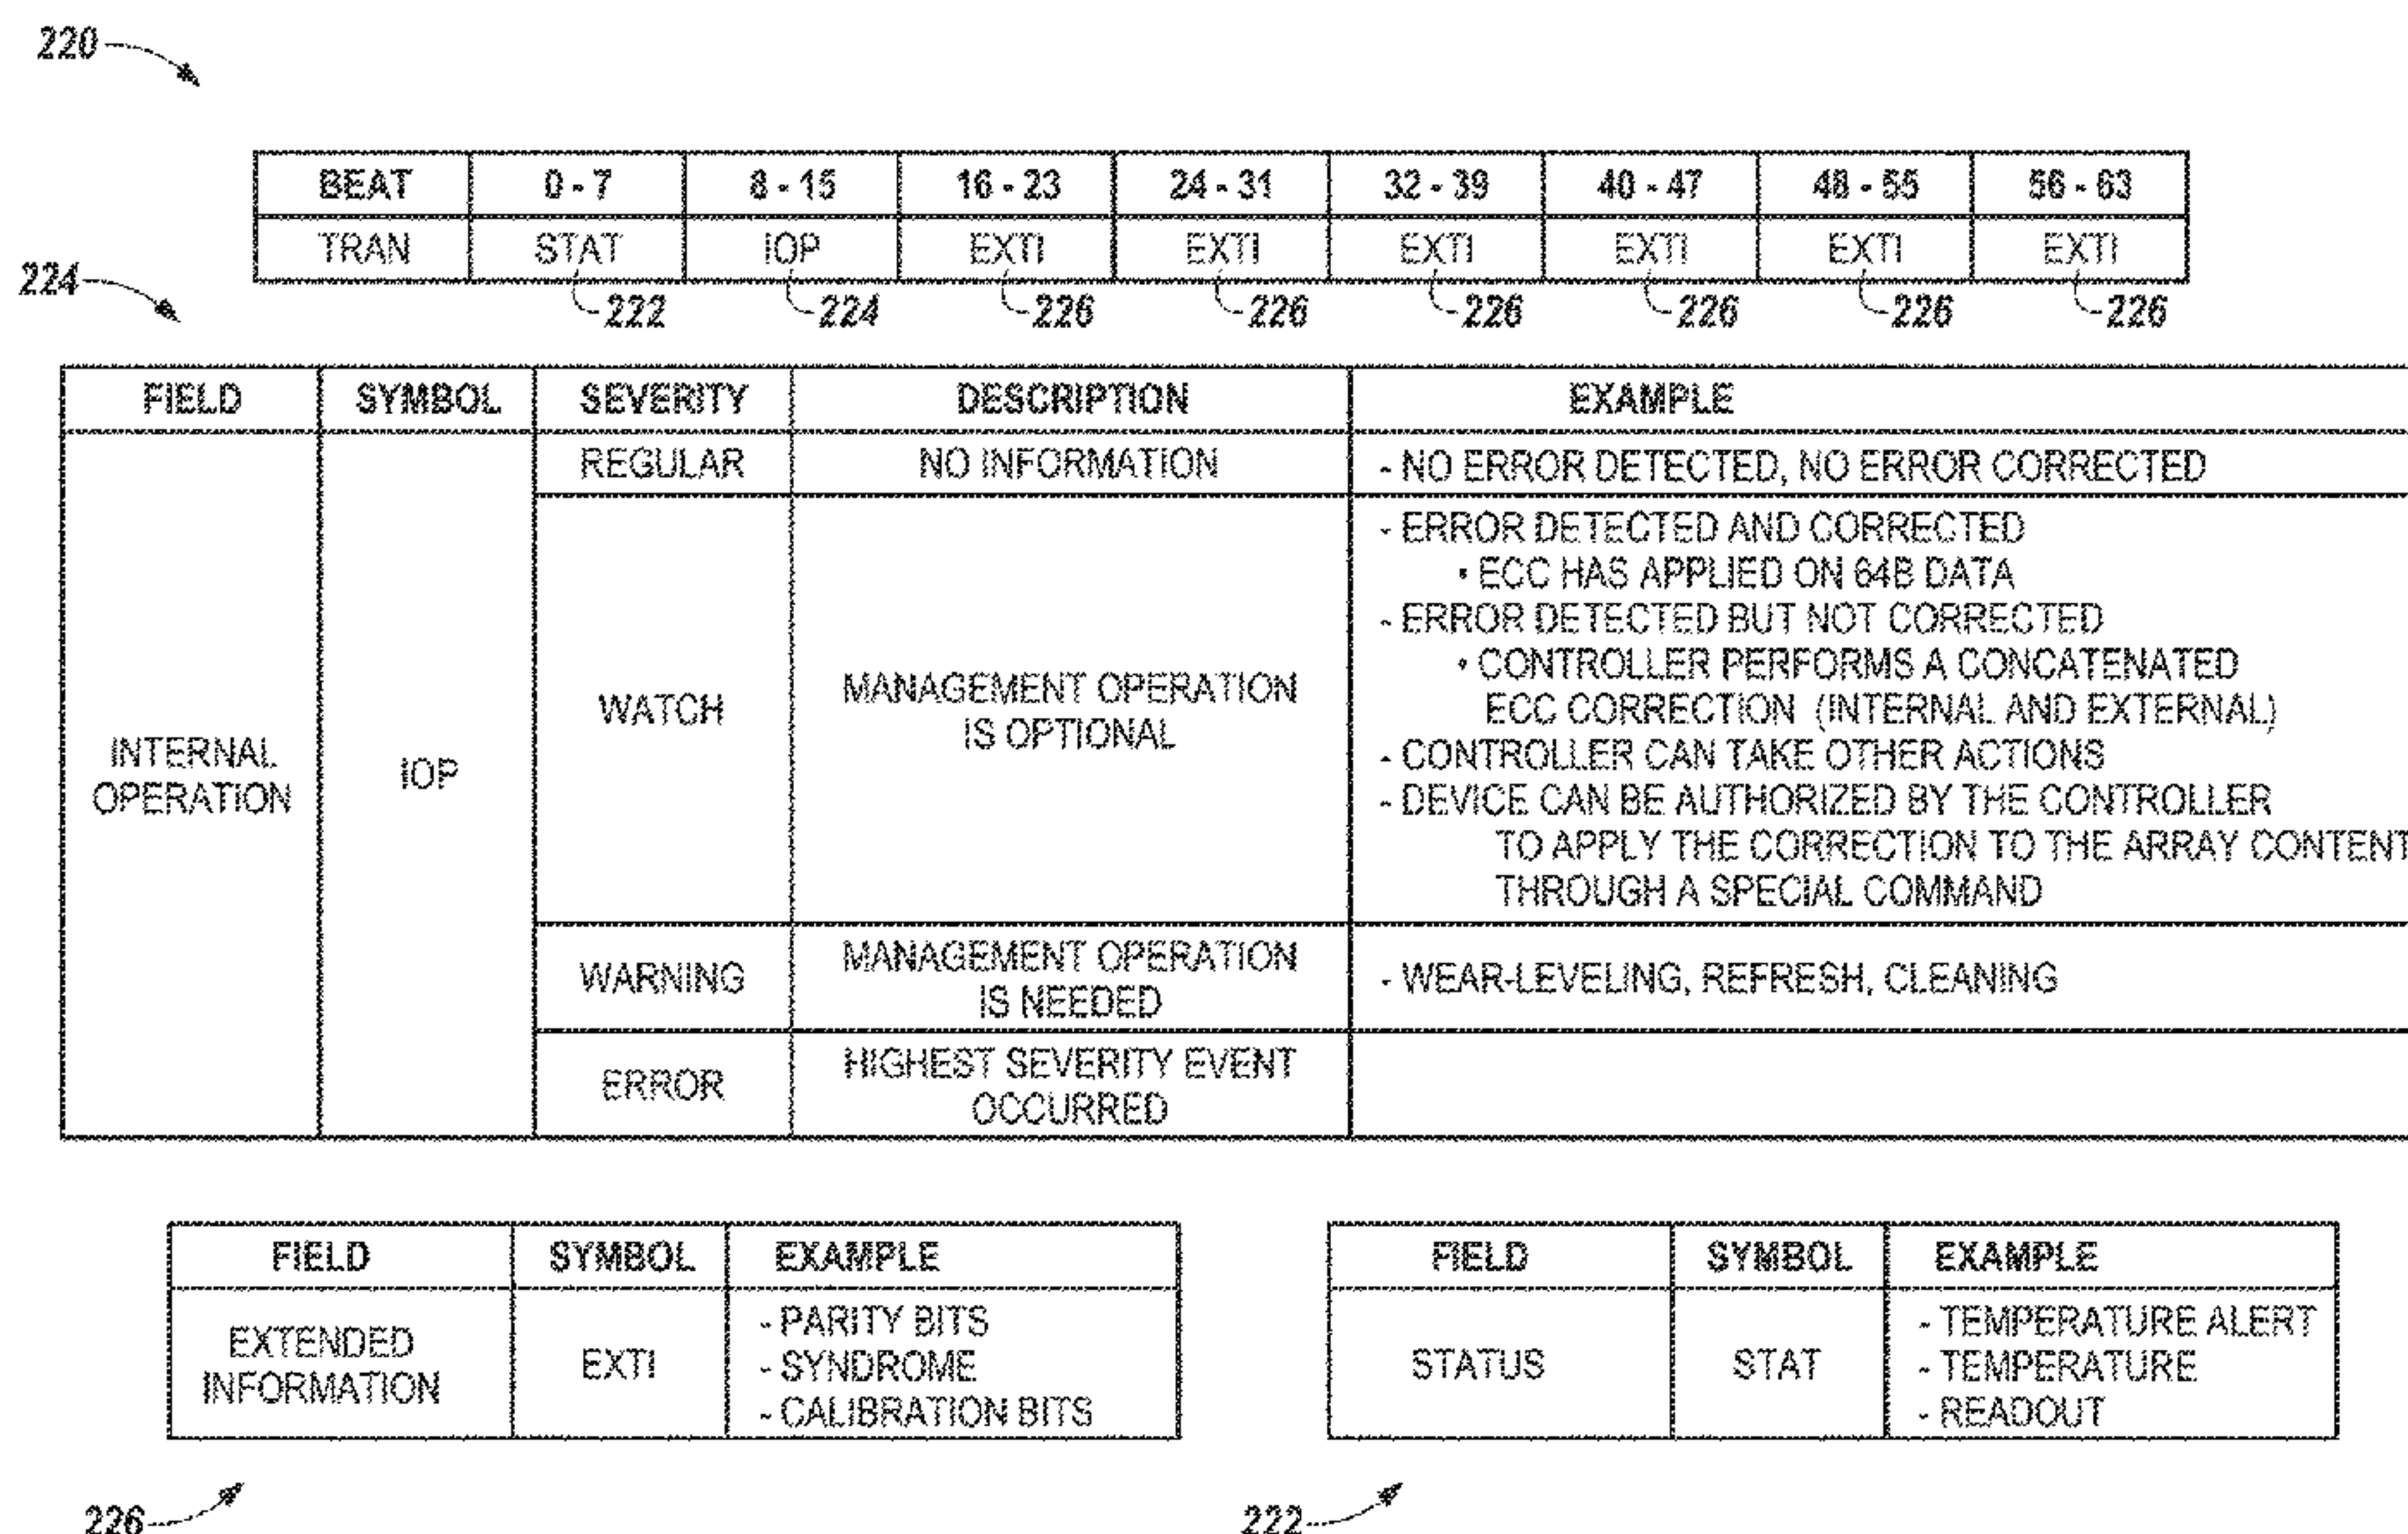 220
BEAT 0 - 7 8 - 15 16 - 23 24 - 31 32 - 39 40 - 47 48 - 55 56 - 63
TRAN STAT IOP EXTI EXTI EXTI EXTI EXTI EXTI
224
222 224 226 226 226 226 226 226
FIELD SYMBOL SEVERITY DESCRIPTION EXAMPLE
REGULAR NO INFORMATION - NO ERROR DETECTED, NO ERROR CORRECTED
INTERNAL
OPERATION
IOP
WATCH
MANAGEMENT OPERATION
IS OPTIONAL
- ERROR DETECTED AND CORRECTED
• ECC HAS APPLIED ON 64B DATA
- ERROR DETECTED BUT NOT CORRECTED
• CONTROLLER PERFORMS A CONCATENATED
ECC CORRECTION (INTERNAL AND EXTERNAL)
- CONTROLLER CAN TAKE OTHER ACTIONS
- DEVICE CAN BE AUTHORIZED BY THE CONTROLLER
TO APPLY THE CORRECTION TO THE ARRAY CONTENT
THROUGH A SPECIAL COMMAND
WARNING
MANAGEMENT OPERATION
IS NEEDED
- WEAR-LEVELING, REFRESH, CLEANING
ERROR
HIGHEST SEVERITY EVENT
OCCURRED
FIELD SYMBOL EXAMPLE
EXTENDED
INFORMATION
EXTI
- PARITY BITS
- SYNDROME
- CALIBRATION BITS
226
FIELD SYMBOL EXAMPLE
STATUS
STAT
- TEMPERATURE ALERT
- TEMPERATURE
- READOUT
222